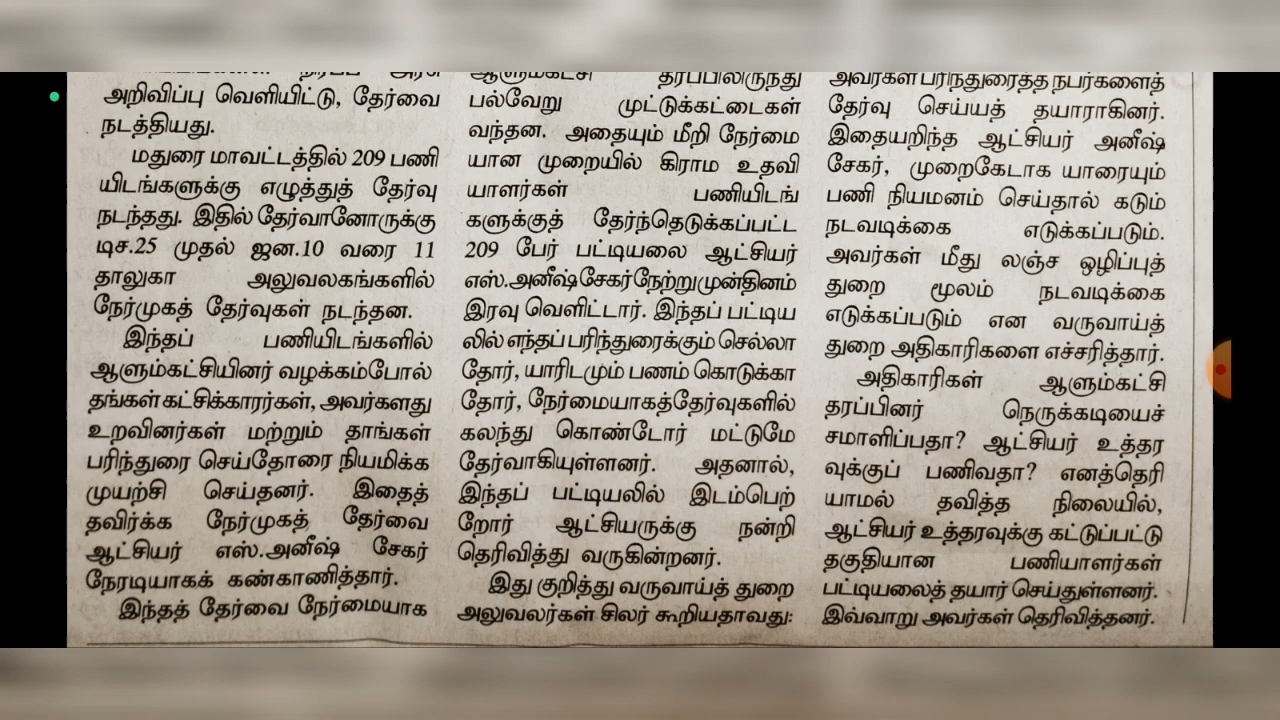 அறிவிப்பு வெளியிட்டு, தேர்வை
நடத்தியது.
மதுரை மாவட்டத்தில் 209 பணி
யிடங்களுக்கு எழுத்துத் தேர்வு
நடந்தது. இதில் தேர்வானோருக்கு
டிச.25 முதல் ஜன.10 வரை 11
தாலுகா அலுவலகங்களில்
நேர்முகத் தேர்வுகள் நடந்தன.
இந்தப் பணியிடங்களில்
ஆளும்கட்சியினர் வழக்கம்போல்
தங்கள் கட்சிக்காரர்கள், அவர்களது
உறவினர்கள் மற்றும் தாங்கள்
பரிந்துரை செய்தோரை நியமிக்க
முயற்சி செய்தனர். இதைத்
தவிர்க்க நேர்முகத் தேர்வை
ஆட்சியர் எஸ்.அனீஷ் சேகர்
நேரடியாகக் கண்காணித்தார்.
இந்தத் தேர்வை நேர்மையாக
ஆளும்கட்சி தரப்பிலிருந்து
பல்வேறு முட்டுக்கட்டைகள்
வந்தன. அதையும் மீறி நேர்மை
யான முறையில் கிராம உதவி
யாளர்கள் பணியிடங்
களுக்குத் தேர்ந்தெடுக்கப்பட்ட
209 பேர் பட்டியலை ஆட்சியர்
எஸ்.அனீஷ்சேகர்நேற்றுமுன்தினம்
இரவு வெளிட்டார். இந்தப் பட்டிய
லில் எந்தப் பரிந்துரைக்கும் செல்லா
தோர், யாரிடமும் பணம் கொடுக்கா
தோர், நேர்மையாகத்தேர்வுகளில்
கலந்து கொண்டோர் மட்டுமே
தேர்வாகியுள்ளனர். அதனால்,
இந்தப் பட்டியலில் இடம்பெற்
றோர் ஆட்சியருக்கு நன்றி
தெரிவித்து வருகின்றனர்.
இது குறித்து வருவாய்த் துறை
அலுவலர்கள் சிலர் கூறியதாவது:
அவர்கள் பரிந்துரைத்த நபர்களைத்
தேர்வு செய்யத் தயாராகினர்.
இதையறிந்த ஆட்சியர் அனீஷ்
சேகர், முறைகேடாக யாரையும்
பணி நியமனம் செய்தால் கடும்
நடவடிக்கை எடுக்கப்படும்.
அவர்கள் மீது லஞ்ச ஒழிப்புத்
துறை மூலம் நடவடிக்கை
எடுக்கப்படும் என வருவாய்த்
துறை அதிகாரிகளை எச்சரித்தார்.
அதிகாரிகள் ஆளும்கட்சி
தரப்பினர் நெருக்கடியைச்
சமாளிப்பதா? ஆட்சியர் உத்தர
வுக்குப் பணிவதா? எனத்தெரி
யாமல் தவித்த நிலையில்,
ஆட்சியர் உத்தரவுக்கு கட்டுப்பட்டு
தகுதியான பணியாளர்கள்
பட்டியலைத் தயார் செய்துள்ளனர்.
இவ்வாறு அவர்கள் தெரிவித்தனர்.